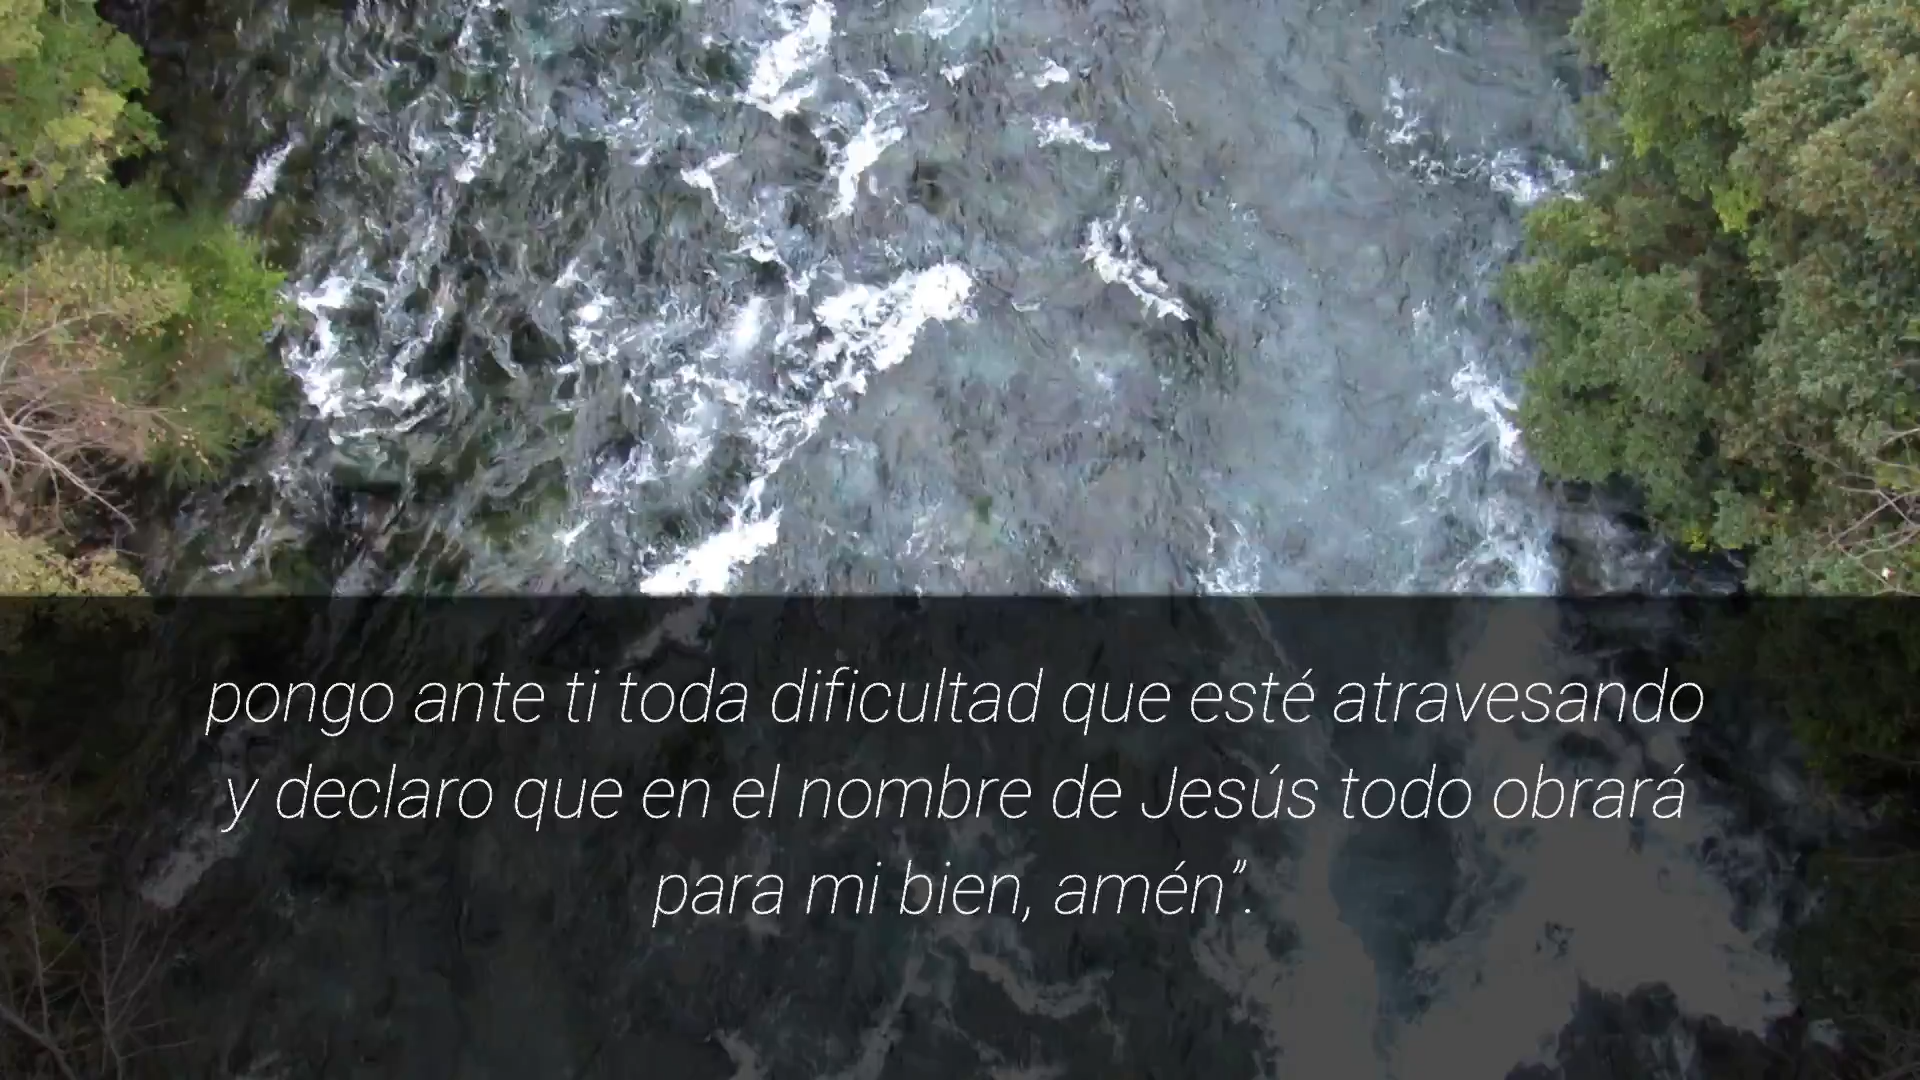 pongo ante ti toda dificultad que esté atravesando
y declaro que en el nombre de Jesús todo obrará
para mi bien, amén”.